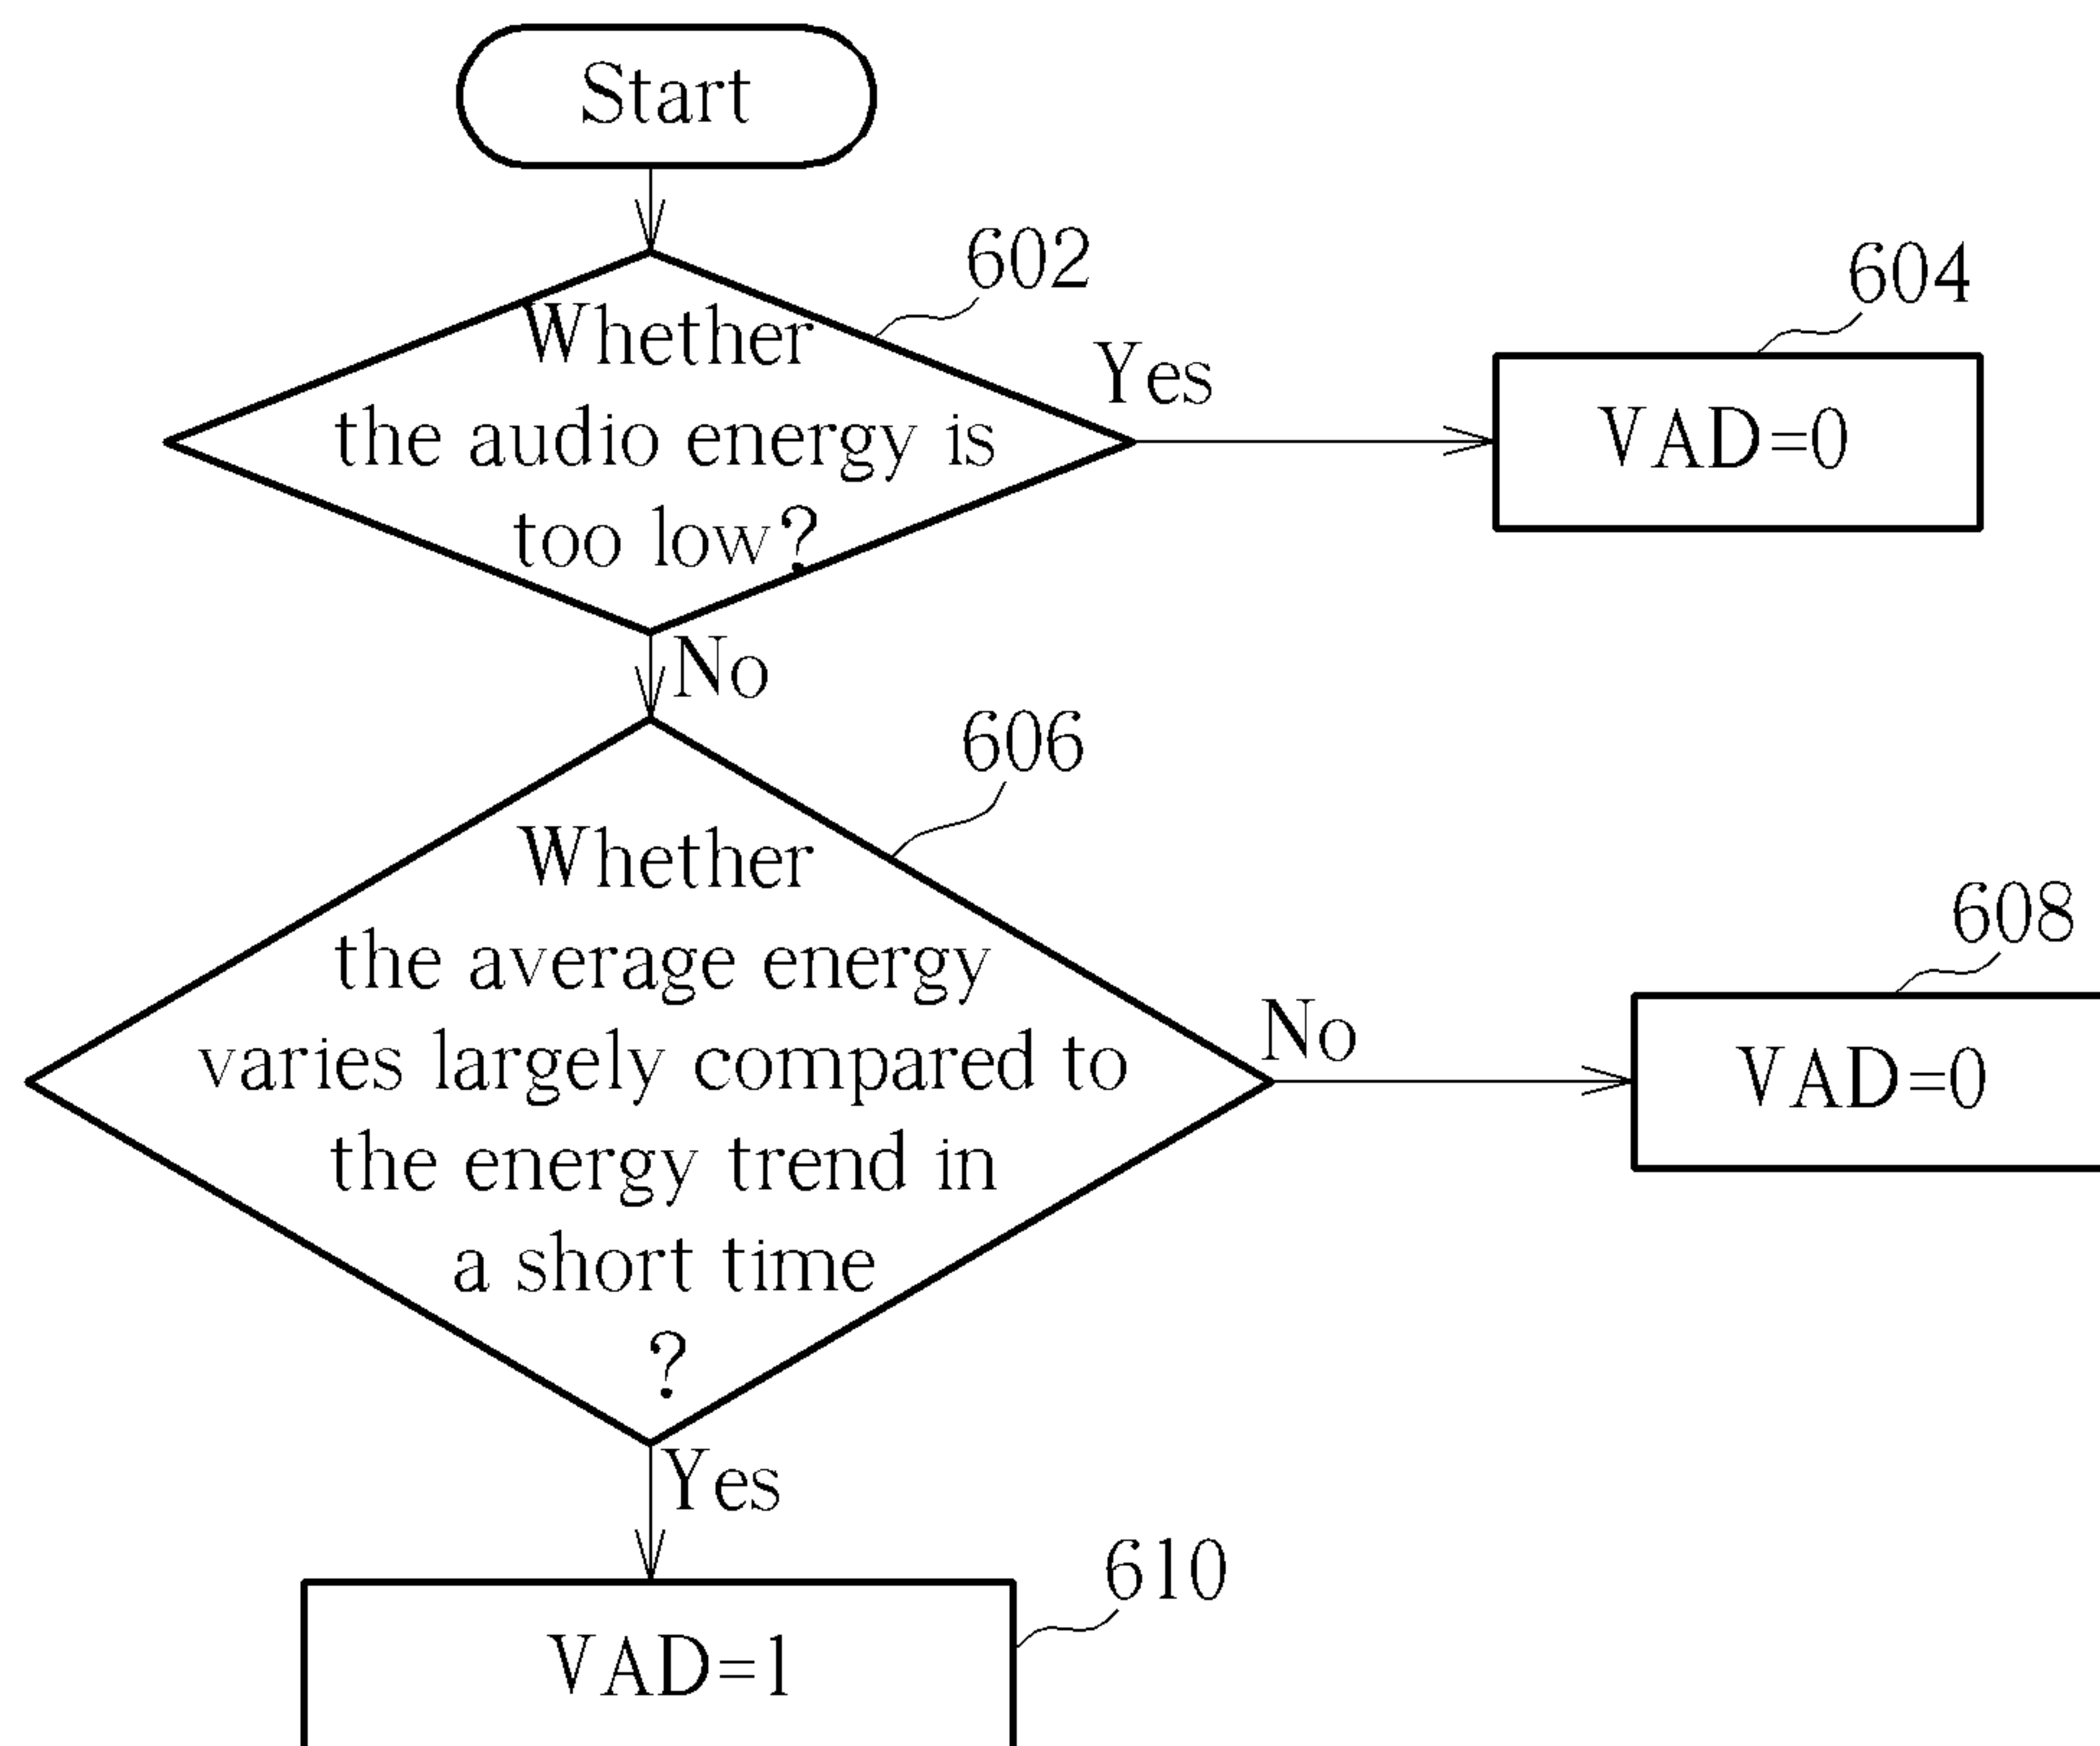 Start
602
Whether
the audio energy is
too low?
Yes
604
VAD=0
No
606
Whether
the average energy
varies largely compared to
the energy trend in
a short time
?
No
608
VAD=0
Yes
610
VAD=1